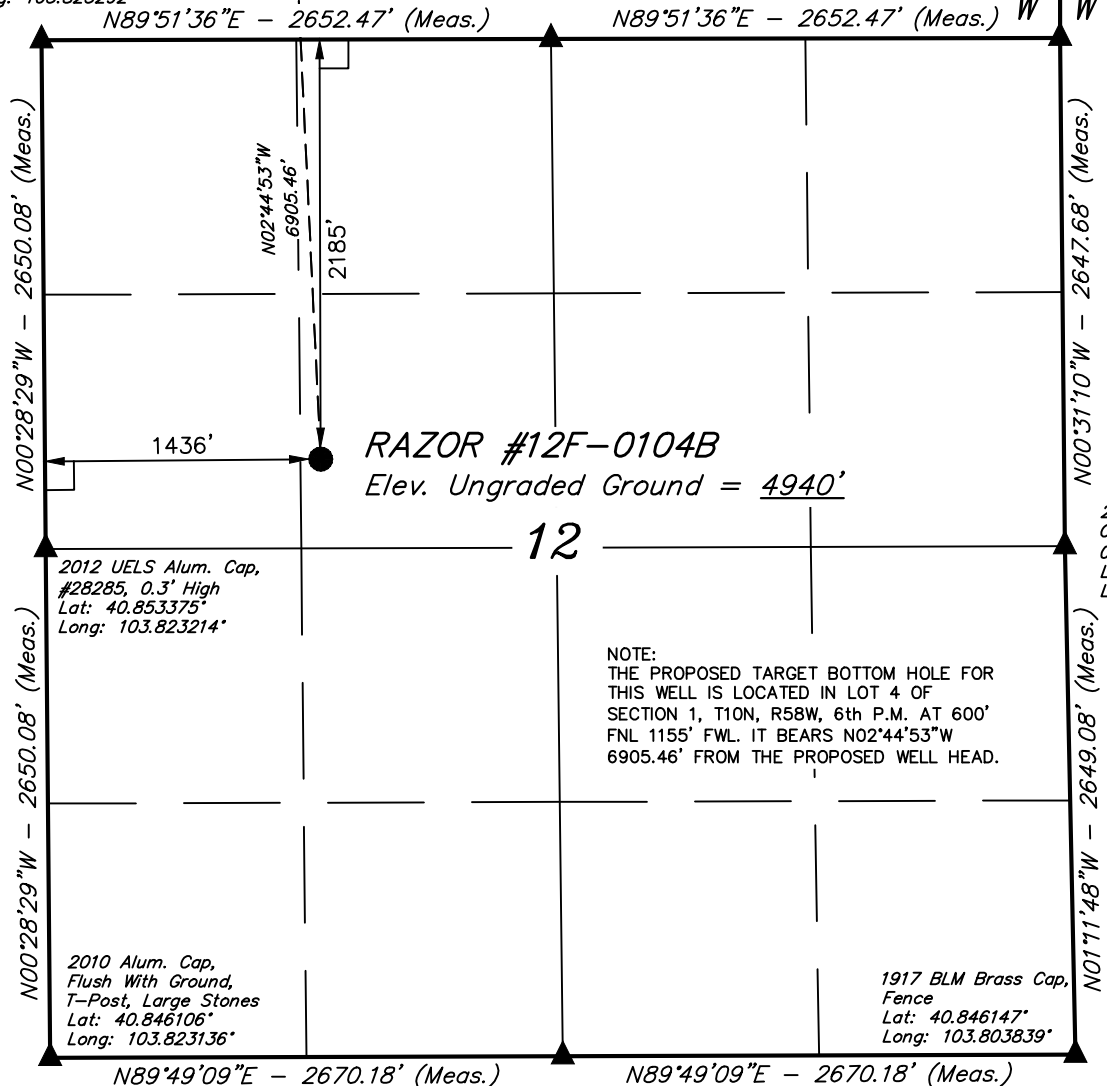 N89°51'36"E - 2652.47' (Meas.)
N89°51'36"E - 2652.47' (Meas.)
W W
N00°28'29"W - 2650.08' (Meas.)
N02°44'53"W
6905.46'
2185'
N00°31'10"W - 2647.68' (Meas.)
1436'
RAZOR #12F-0104B
Elev. Ungraded Ground = 4940'
12
2012 UELS Alum. Cap,
#28285, 0.3' High
Lat: 40.853375°
Long: 103.823214°
N00°28'29"W - 2650.08' (Meas.)
NOTE:
THE PROPOSED TARGET BOTTOM HOLE FOR
THIS WELL IS LOCATED IN LOT 4 OF
SECTION 1, T10N, R58W, 6th P.M. AT 600'
FNL 1155' FWL. IT BEARS N02°44'53"W
6905.46' FROM THE PROPOSED WELL HEAD.
N01°11'48"W - 2649.08' (Meas.)
2010 Alum. Cap,
Flush With Ground,
T-Post, Large Stones
Lat: 40.846106°
Long: 103.823136°
1917 BLM Brass Cap,
Fence
Lat: 40.846147°
Long: 103.803839°
N89°49'09"E - 2670.18' (Meas.)
N89°49'09"E - 2670.18' (Meas.)